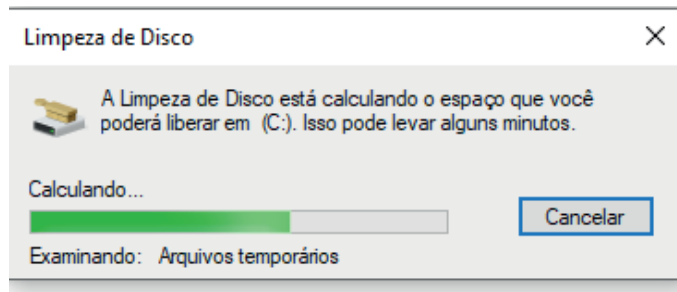 Limpeza de Disco
A Limpeza de Disco está calculando o espaço que você
poderá liberar em  (C:). Isso pode levar alguns minutos.
Calculando...
Cancelar
Examinando:   Arquivos temporários